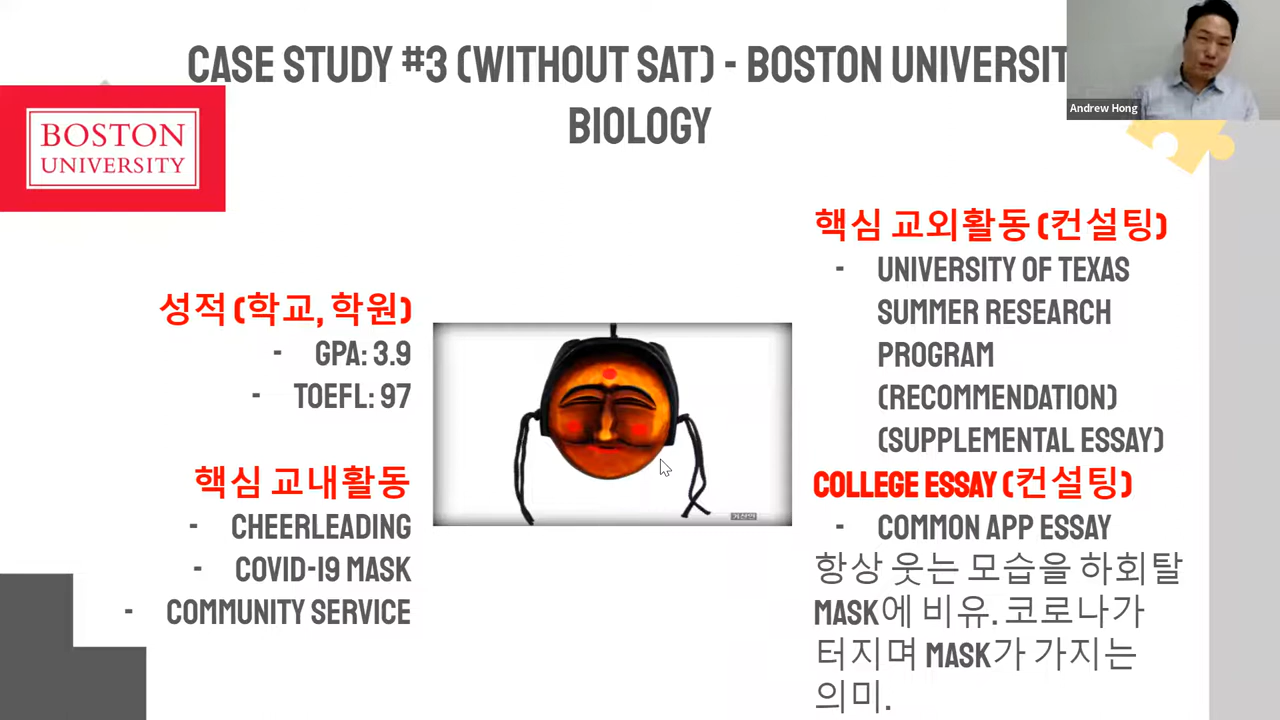 CASE STUDY #3 (WITHOUT SAT) - BOSTON UNIVERSIT
BIOLOGY
Andrew Hong
BOSTON
UNIVERSITY
성적 (학교, 학원)
- GPA: 3.9
- TOEFL: 97
핵심 교내활동
- CHEERLEADING
- COVID-19 MASK
- COMMUNITY SERVICE
핵심 교외활동 (컨설팅)
- UNIVERSITY OF TEXAS
SUMMER RESEARCH
PROGRAM
(RECOMMENDATION)
(SUPPLEMENTAL ESSAY)
COLLEGE ESSAY (컨설팅)
- COMMON APP ESSAY
항상 웃는 모습을 하회탈
MASK에 비유. 코로나가
터지며 MASK가 가지는
의미.